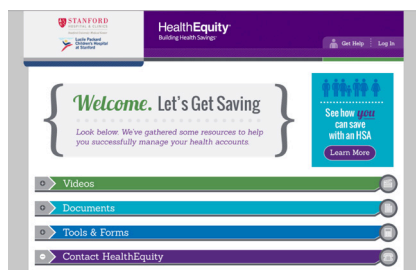 STANFORD
HOSPITAL & CLINICS
Lucile Packard
Children's Hospital
at Stanford
HealthEquity
Building Health Savings
Get Help
Log In
Welcome. Let's Get Saving
Look below. We've gathered some resources to help
you successfully manage your health accounts.
See how you
can save
with an HSA
Learn More
Videos
Documents
Tools & Forms
Contact HealthEquity